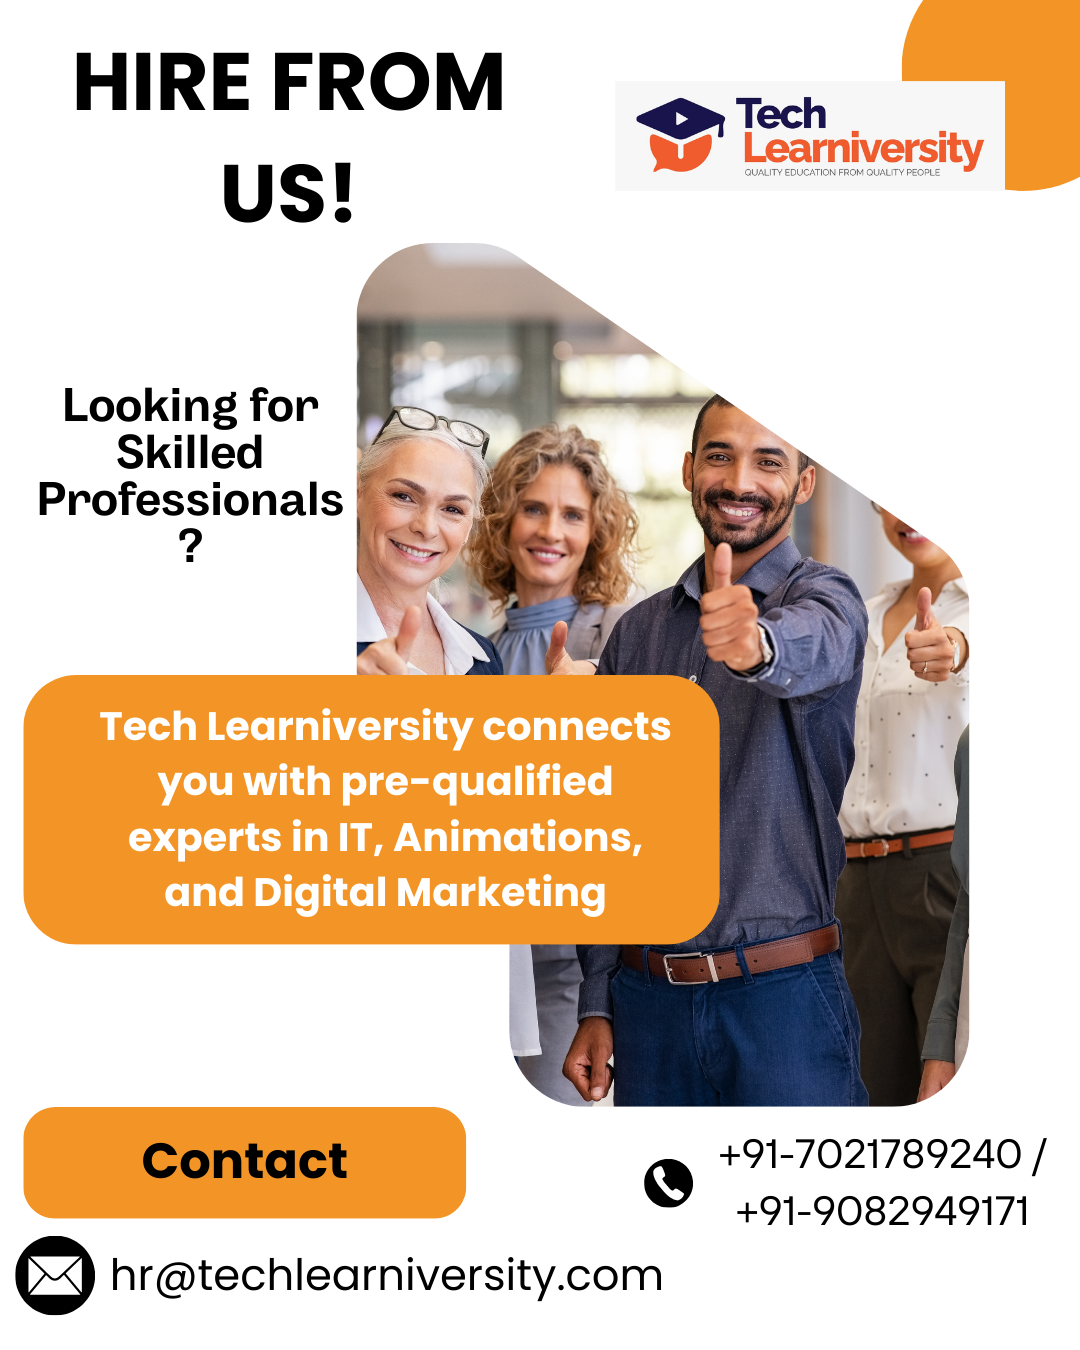 HIRE FROM
US!
Tech
Learniversity
QUALITY EDUCATION FROM QUALITY PEOPLE
Looking for
Skilled
Professionals
?
Tech Learniversity connects
you with pre-qualified
experts in IT, Animations,
and Digital Marketing
Contact
+91-7021789240 /
+91-9082949171
hr@techlearniversity.com